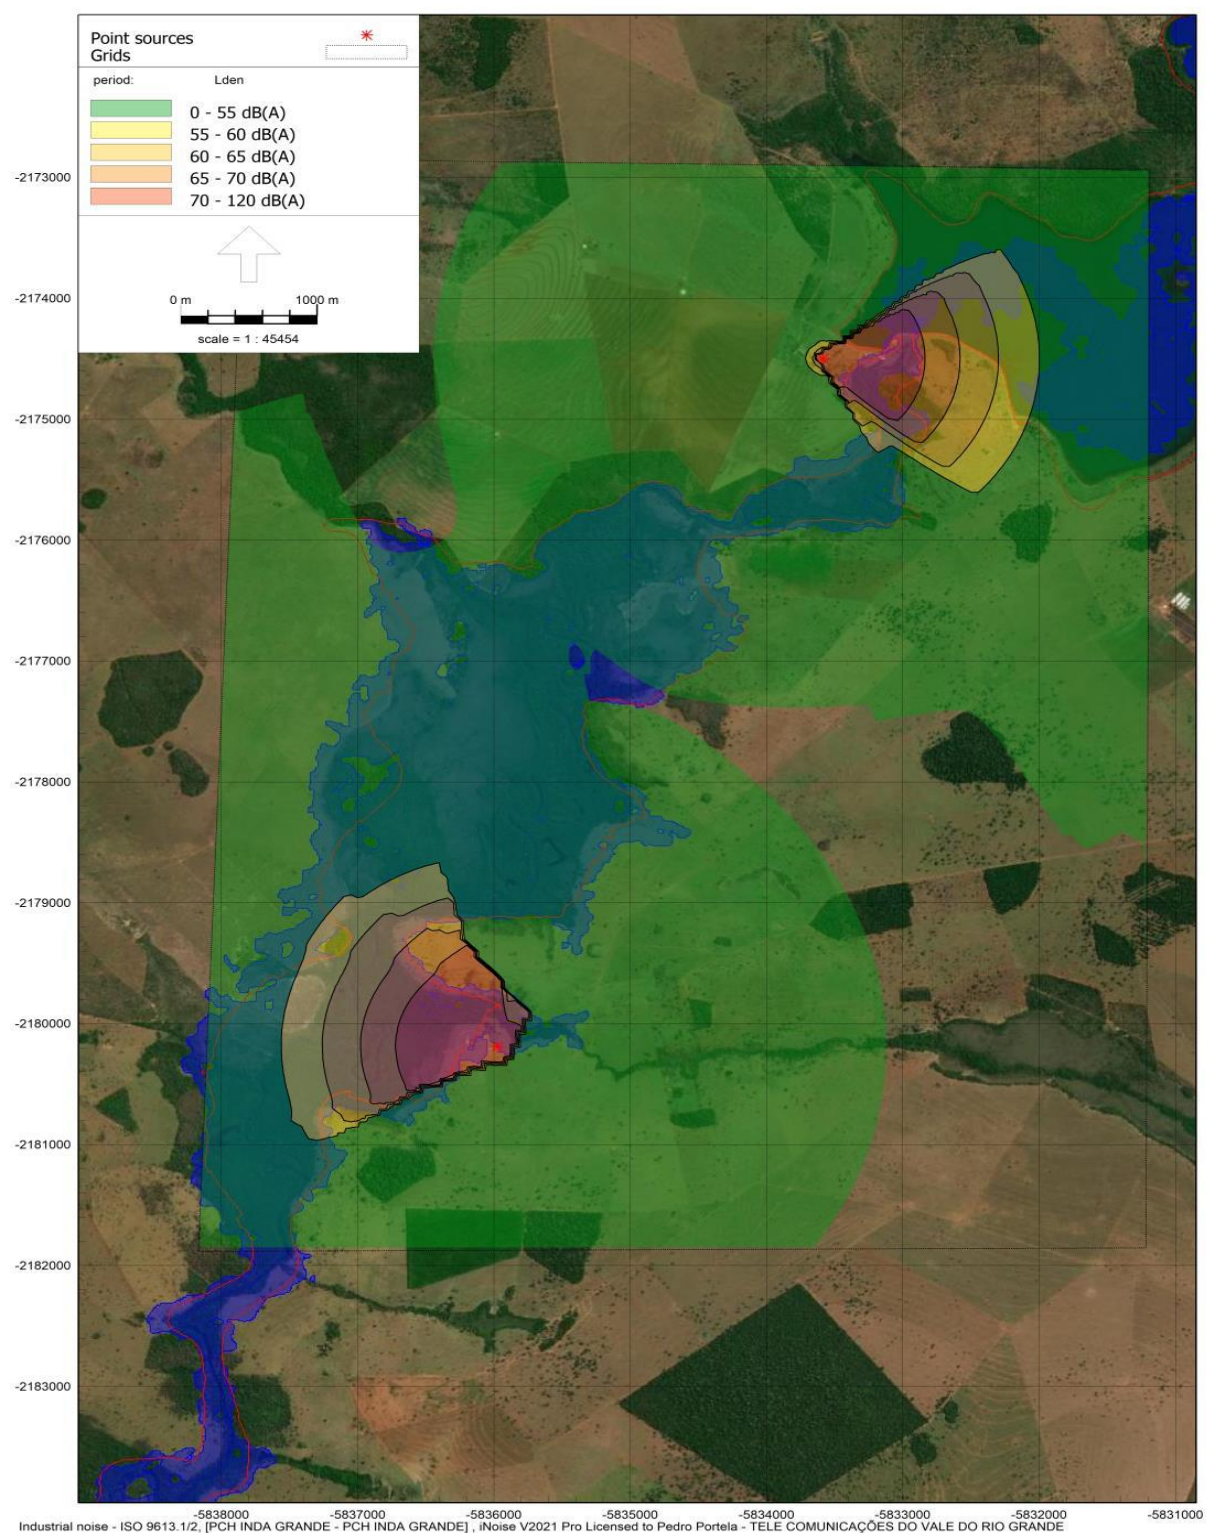 Point sources
Grids
period: Lden
0 - 55 dB(A)
55 - 60 dB(A)
60 - 65 dB(A)
65 - 70 dB(A)
70 - 120 dB(A)
0 m 1000 m
scale = 1 : 45454
-2173000
-2174000
-2175000
-2176000
-2177000
-2178000
-2179000
-2180000
-2181000
-2182000
-2183000
-5838000 -5837000 -5836000 -5835000 -5834000 -5833000 -5832000 -5831000
Industrial noise - ISO 9613.1/2, [PCH INDA GRANDE - PCH INDA GRANDE] , iNoise V2021 Pro Licensed to Pedro Portela - TELE COMUNICAÇÕES DO VALE DO RIO GRANDE